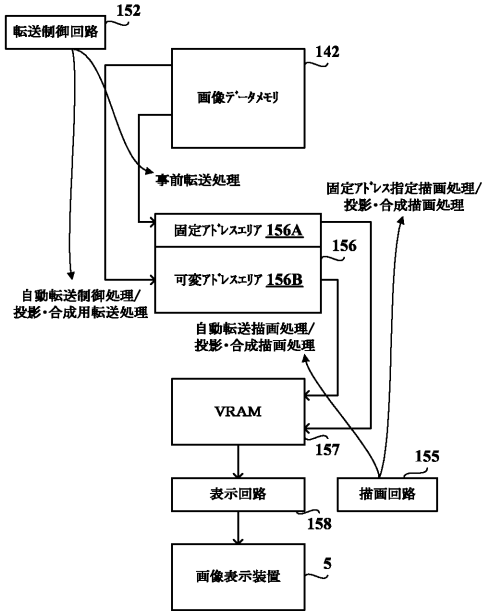 152
転送制御回路
142
画像データメモリ
事前転送処理
固定アドレス指定描画処理/
投影・合成描画処理
固定アドレスエリア 156A
156
可変アドレスエリア 156B
自動転送制御処理/
投影・合成用転送処理
自動転送描画処理/
投影・合成描画処理
VRAM
157
155
表示回路
描画回路
158
5
画像表示装置